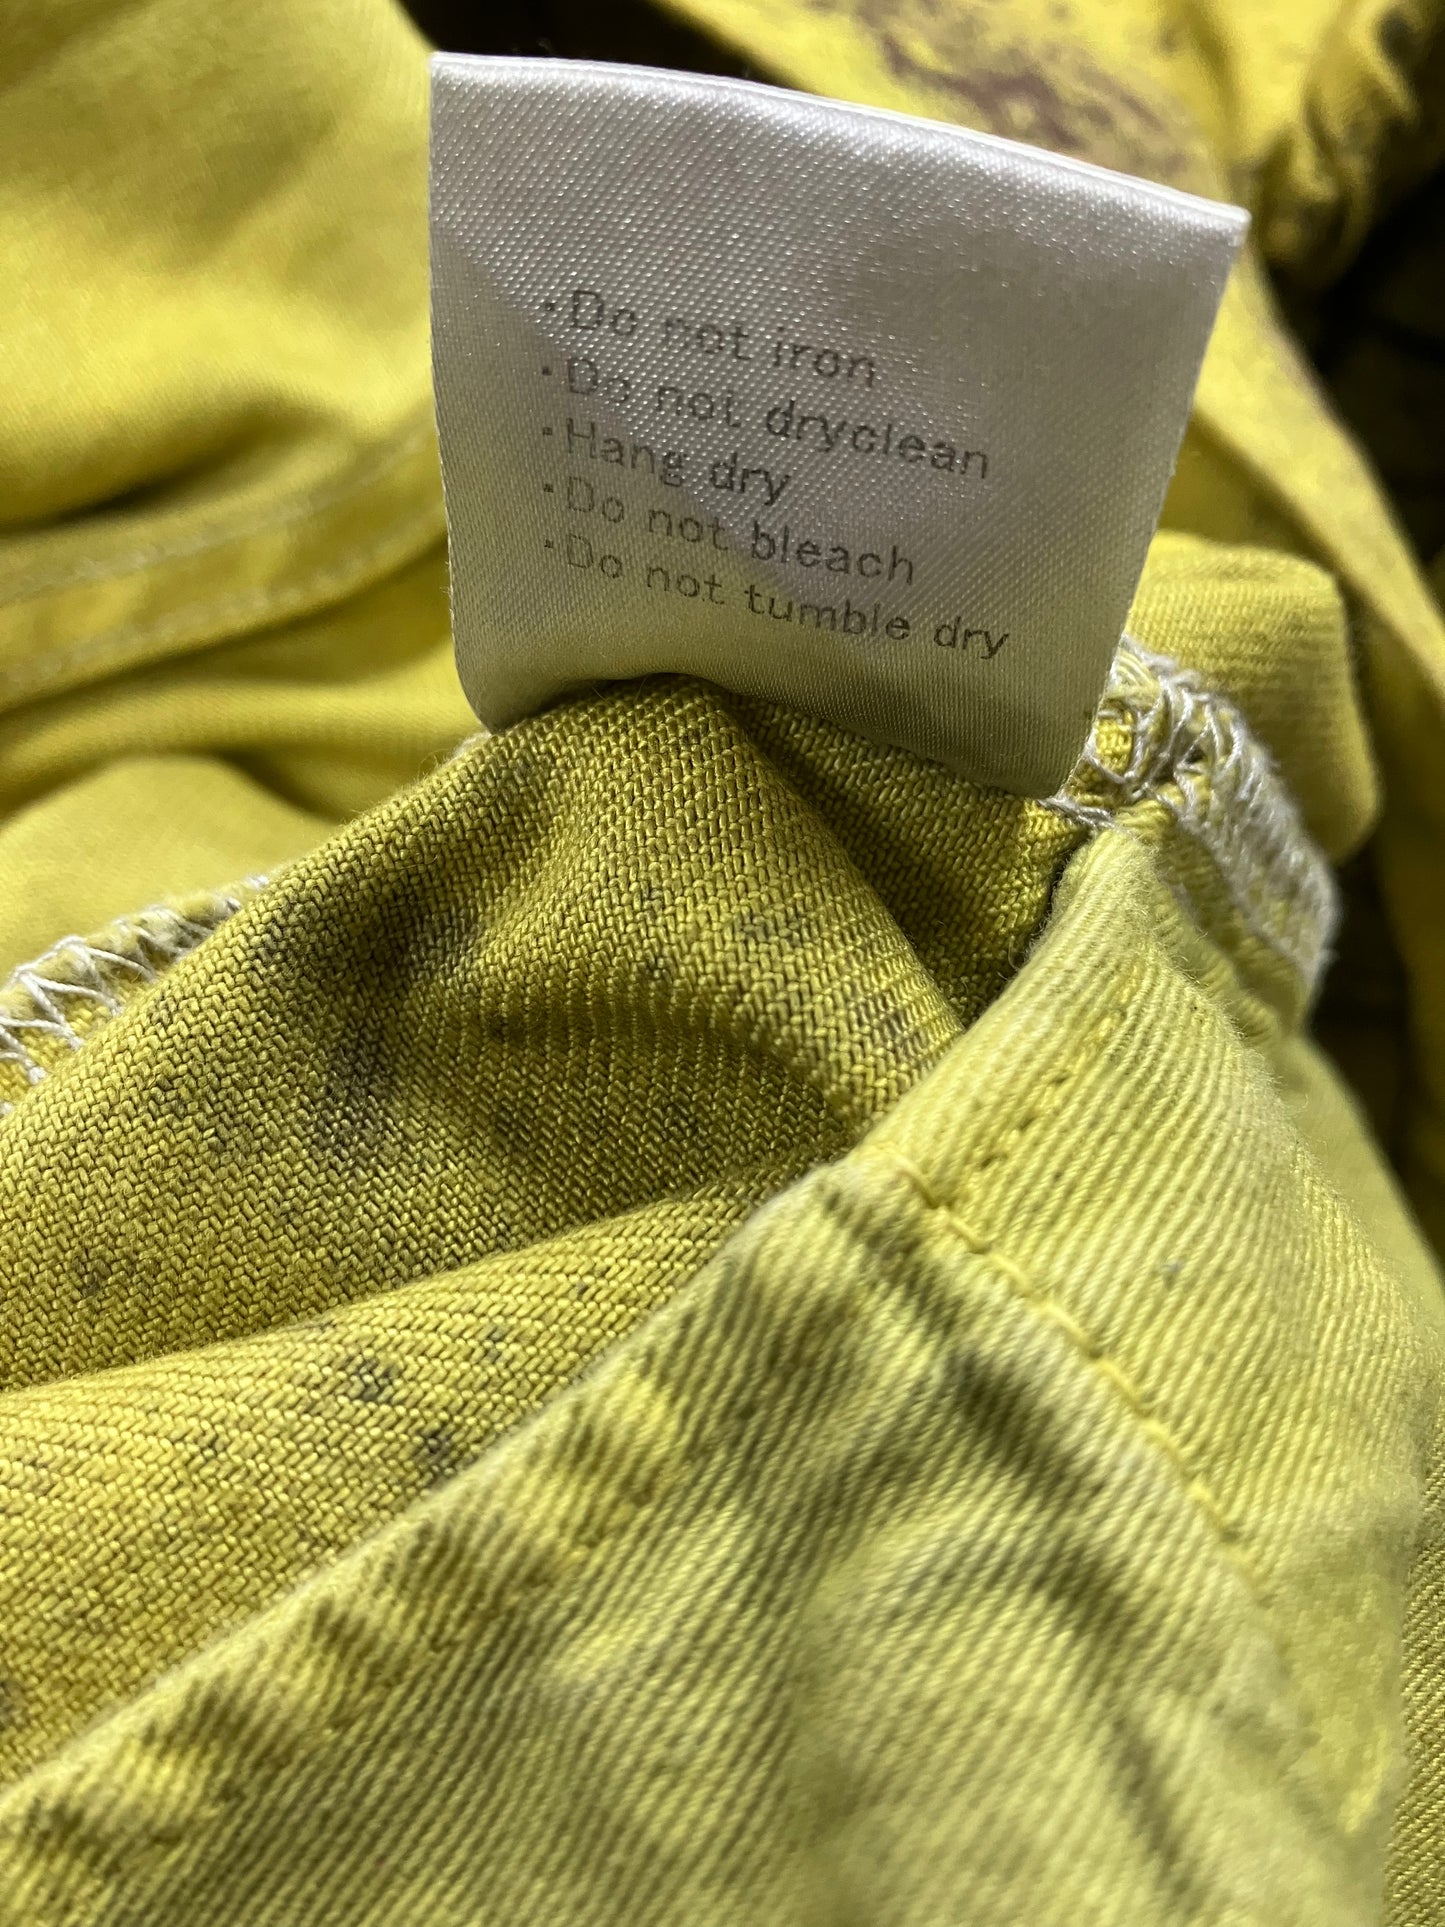 ·Do not iron
·Do not dryclean
·Hang dry
·Do not bleach
·Do not tumble dry